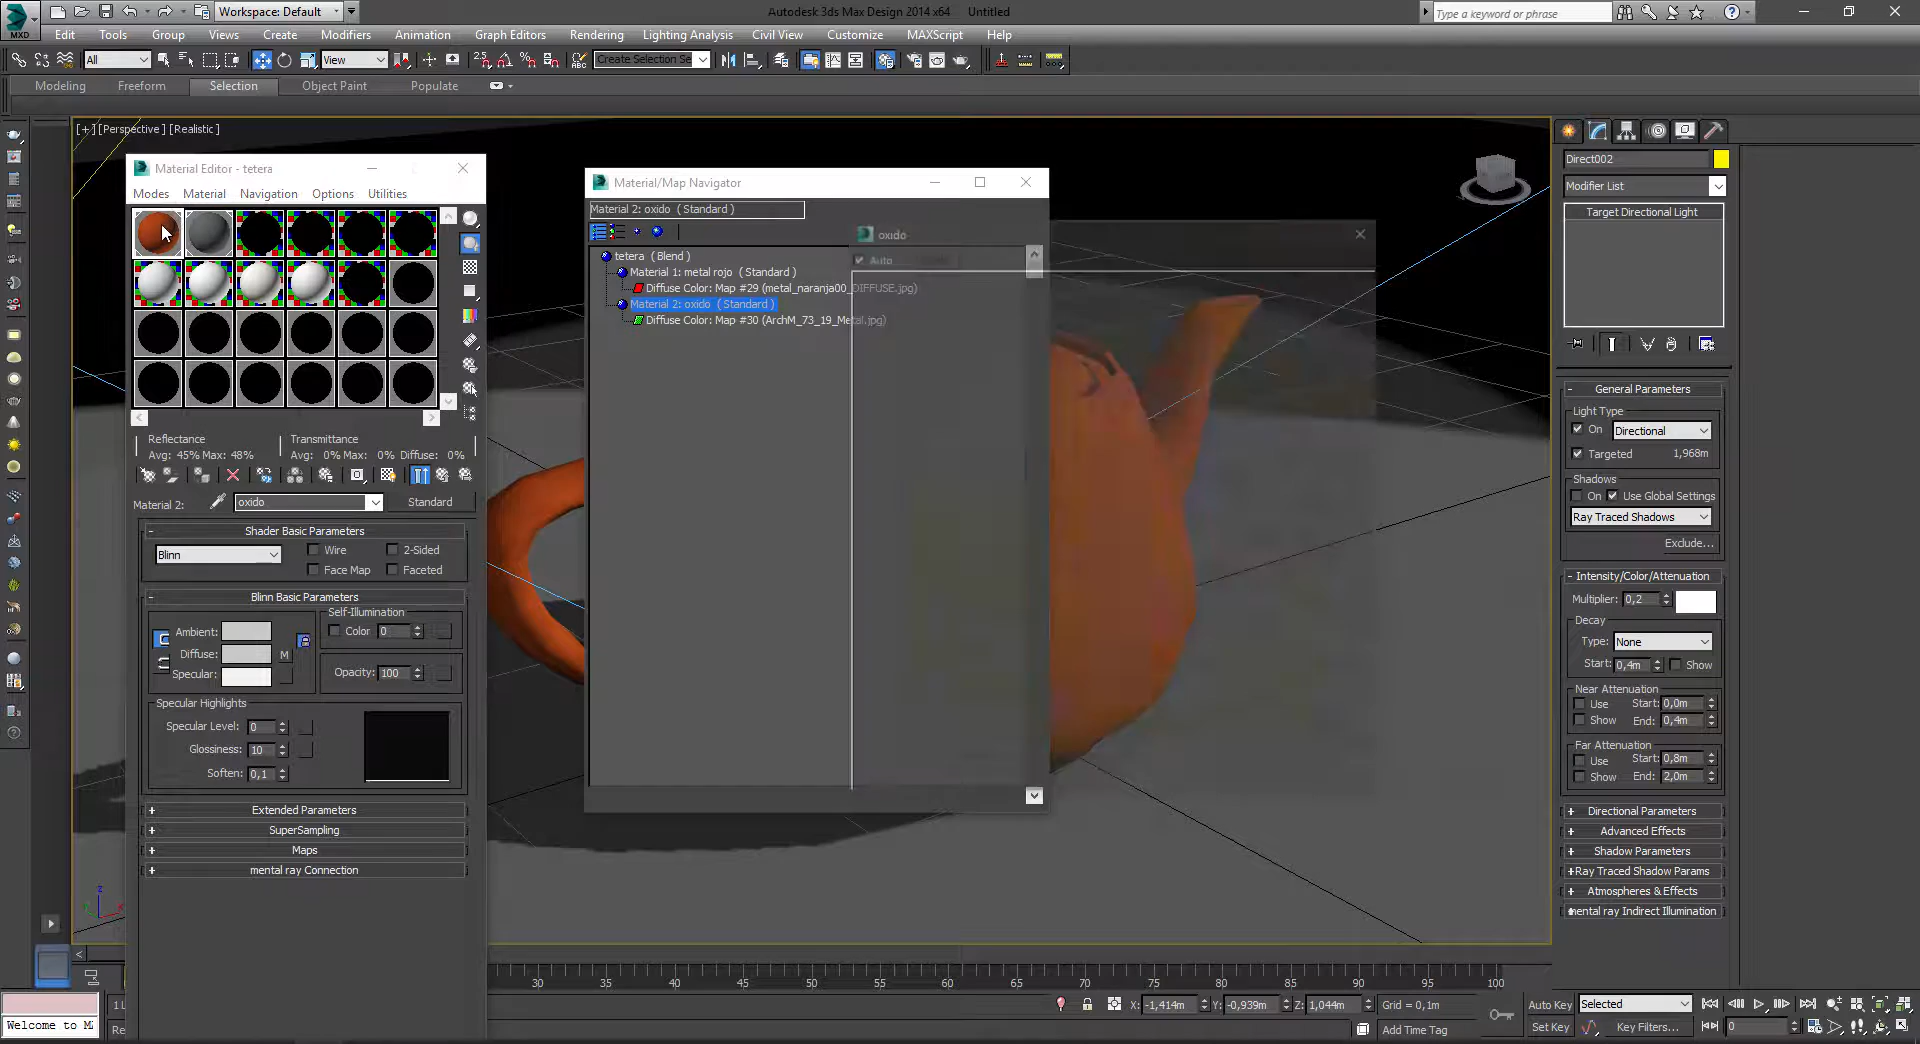 MXD
Workspace: Default
Autodesk 3ds Max Design 2014 x64 Untitled
Type a keyword or phrase
Edit Tools Group Views Create Modifiers Animation Graph Editors Rendering Lighting Analysis Civil View Customize MAXScript Help
All
View
2.5
Create Selection Se
Modeling Freeform Selection Object Paint Populate
[+] [Perspective ] [Realistic ]
Material Editor - tetera
Modes Material Navigation Options Utilities
Reflectance
Avg: 45% Max: 48%
Transmittance
Avg: 0% Max: 0% Diffuse: 0%
Material 2: oxido Standard
Shader Basic Parameters
Blinn
Wire 2-Sided
Face Map Faceted
Blinn Basic Parameters
Self-Illumination
Ambient: Color 0
Diffuse: M
Specular: Opacity: 100
Specular Highlights
Specular Level: 0
Glossiness: 10
Soften: 0,1
+ Extended Parameters
+ SuperSampling
+ Maps
+ mental ray Connection
Material/Map Navigator
Material 2: oxido (Standard )
tetera (Blend )
Material 1: metal rojo (Standard )
Diffuse Color: Map #29 (metal_naranja00_DIFFUSE.jpg)
Material 2: oxido (Standard )
Diffuse Color: Map #30 (ArchM_73_19_Metal.jpg)
oxido
Auto
Direct002
Modifier List
Target Directional Light
- General Parameters
Light Type
On Directional
Targeted 1,968m
Shadows
On Use Global Settings
Ray Traced Shadows
Exclude...
- Intensity/Color/Attenuation
Multiplier: 0,2
Decay
Type: None
Start: 0,4m Show
Near Attenuation
Use Start: 0,0m
Show End: 0,4m
Far Attenuation
Use Start: 0,8m
Show End: 2,0m
+ Directional Parameters
+ Advanced Effects
+ Shadow Parameters
+ Ray Traced Shadow Params
+ Atmospheres & Effects
mental ray Indirect Illumination
z
30 35 40 45 50 55 60 65 70 75 80 85 90 95 100
1 L
X: -1,414m Y: -0,939m Z: 1,044m Grid = 0,1m
Auto Key Selected
Welcome to M
Re
Add Time Tag
Set Key Key Filters... 0